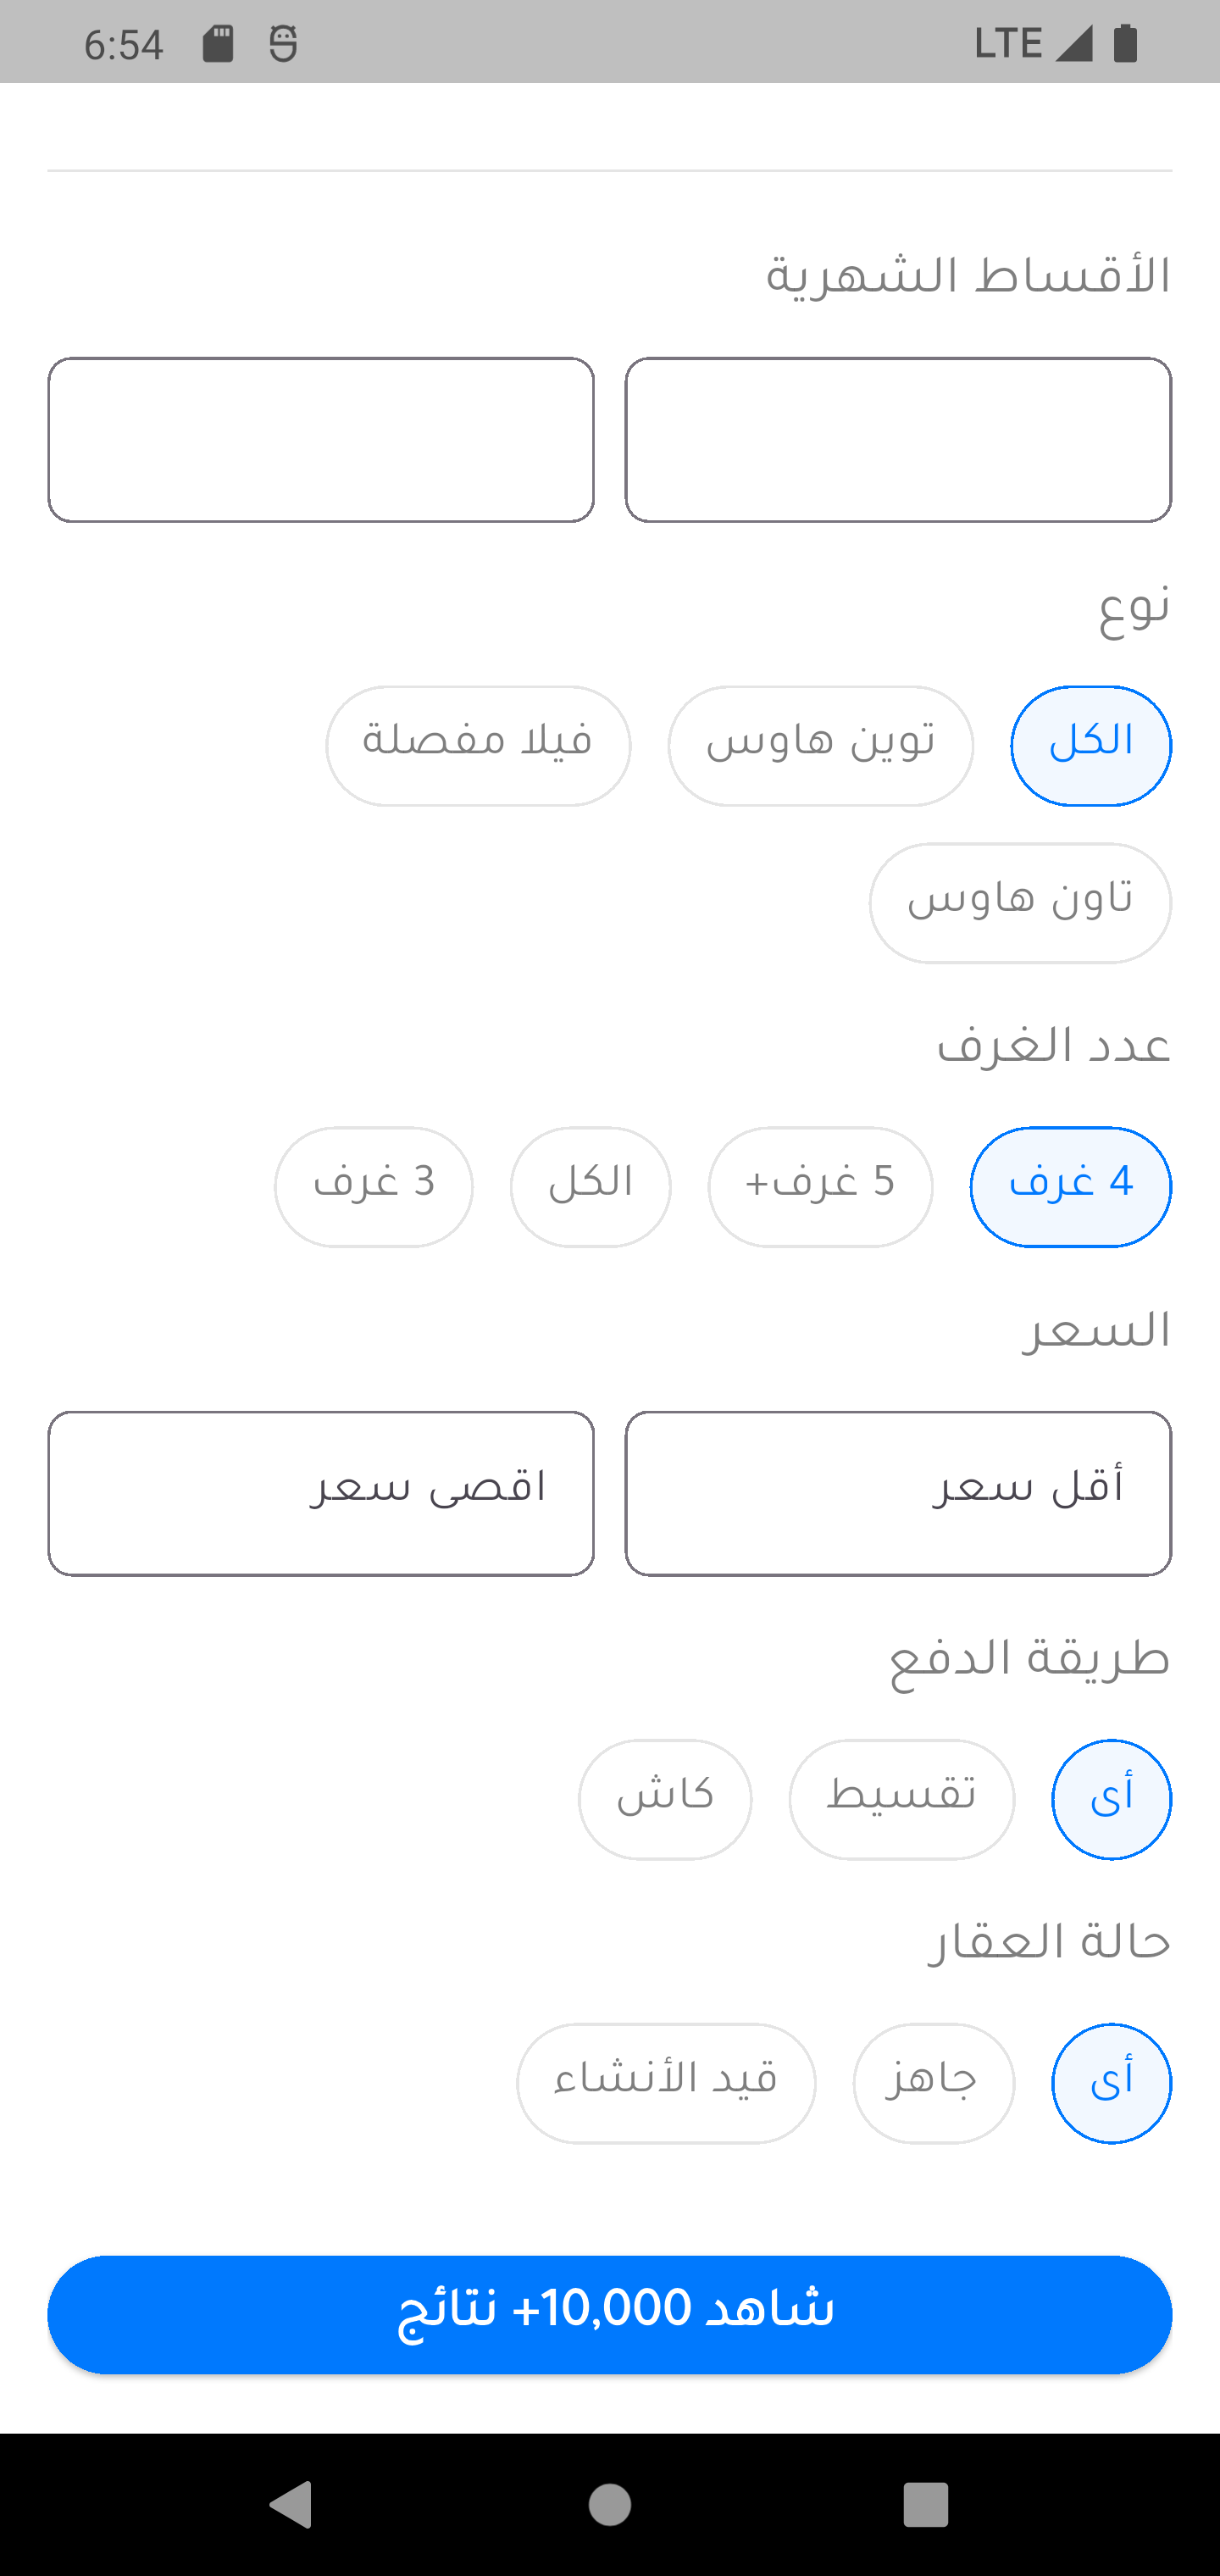 6:54 LTE
الأقساط الشهرية
نوع
الكل توين هاوس فيلا مفصلة
تاون هاوس
عدد الغرف
4 غرف 5 غرف+ الكل 3 غرف
السعر
أقل سعر اقصى سعر
طريقة الدفع
أى تقسيط كاش
حالة العقار
أى جاهز قيد الأنشاء
شاهد 10,000+ نتائج